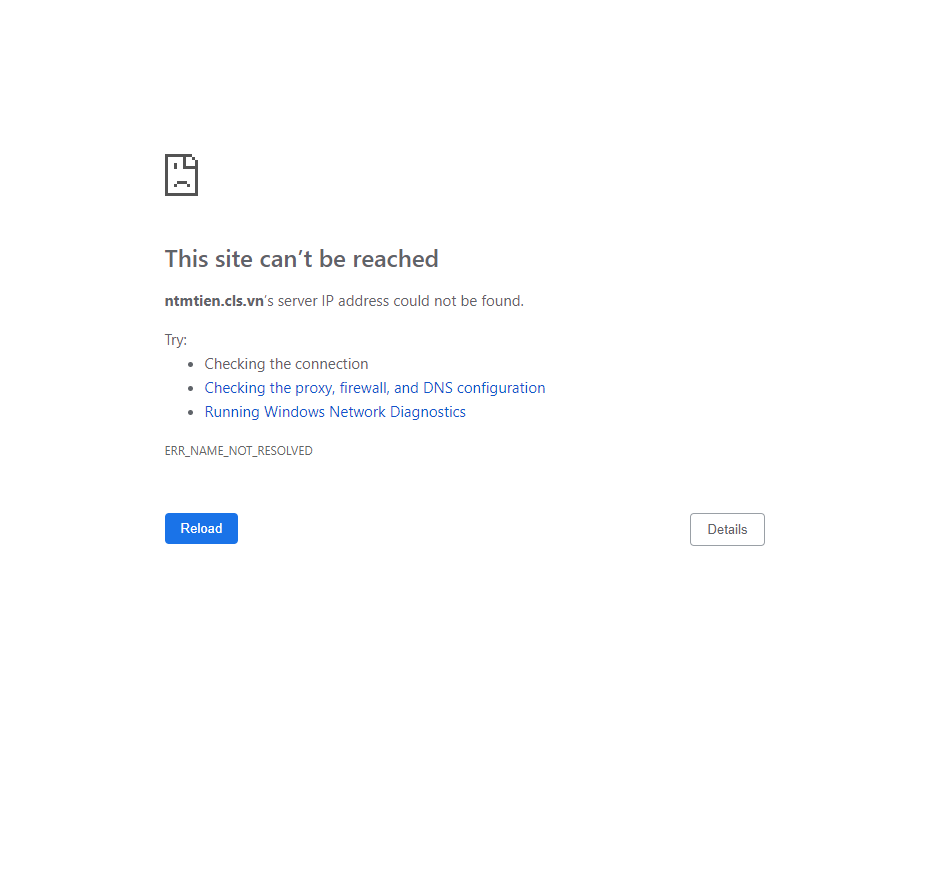 This site can’t be reached
ntmtien.cls.vn’s server IP address could not be found.
Try:
Checking the connection
Checking the proxy, firewall, and DNS configuration
Running Windows Network Diagnostics
ERR_NAME_NOT_RESOLVED
Reload
Details